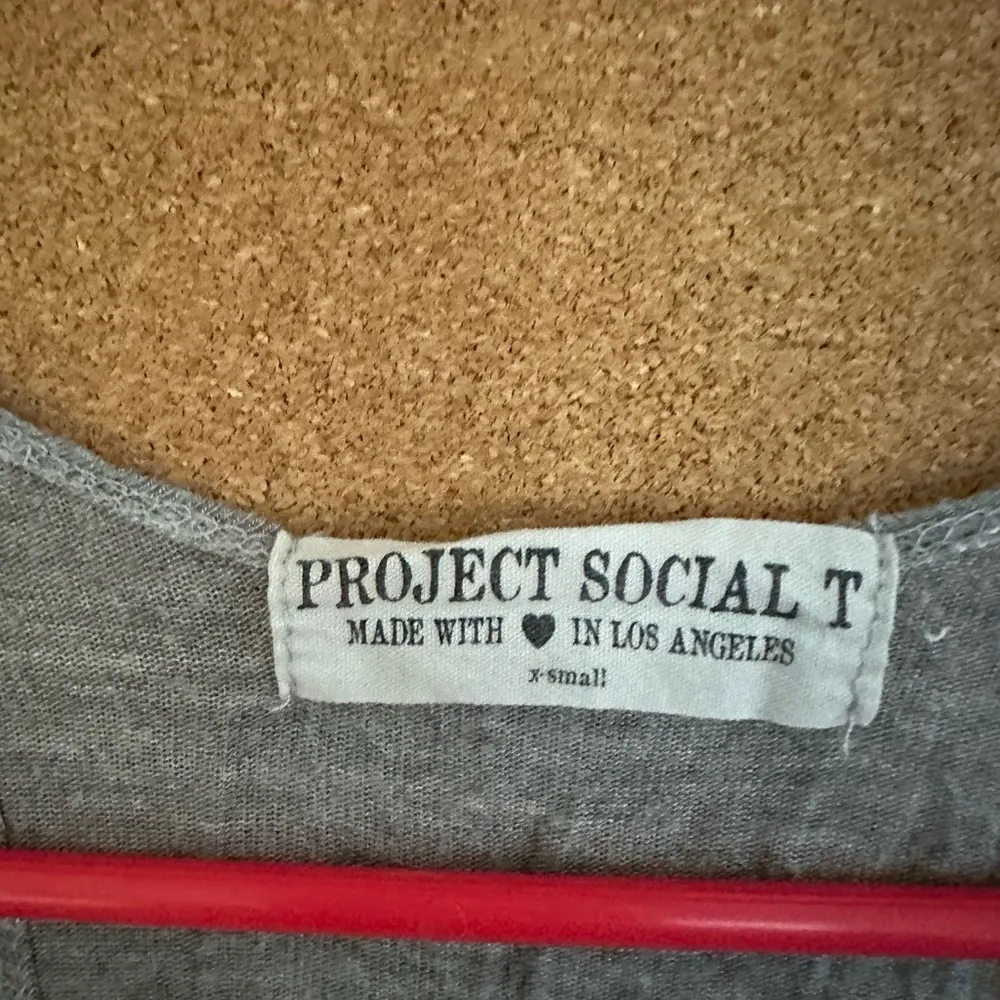 PROJECT SOCIAL T
MADE WITH ♥ IN LOS ANGELES
x-small